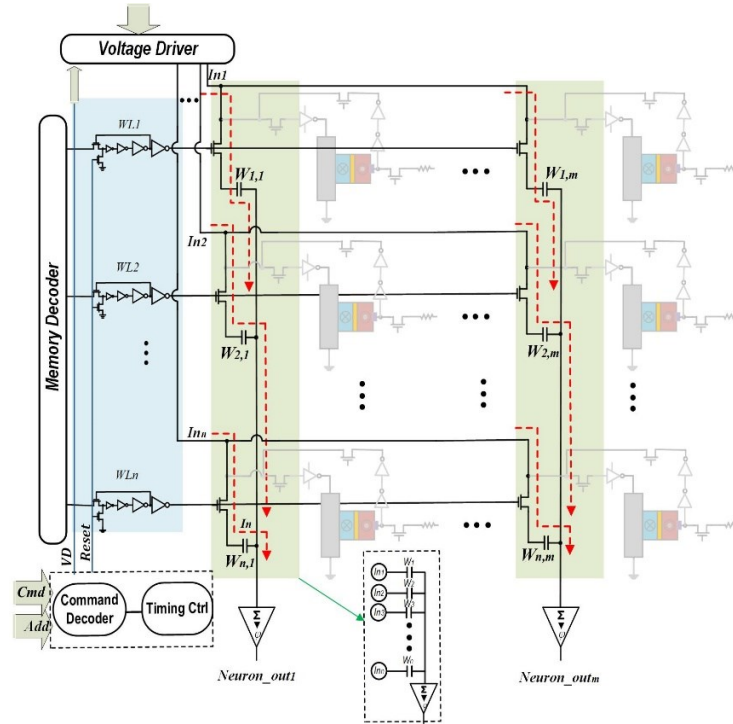 Voltage Driver
In1
WL1
W1,1
W1,m
In2
WL2
Memory Decoder
W2,1
W2,m
Inn
WLn
In
Wn,1
Wn,m
VD
Reset
Cmd
Add
Command
Decoder
Timing Ctrl
In1
W1
In2
W2
In3
W3
Inn
Σ
Σ
Σ
Neuron_out1
Neuron_outm